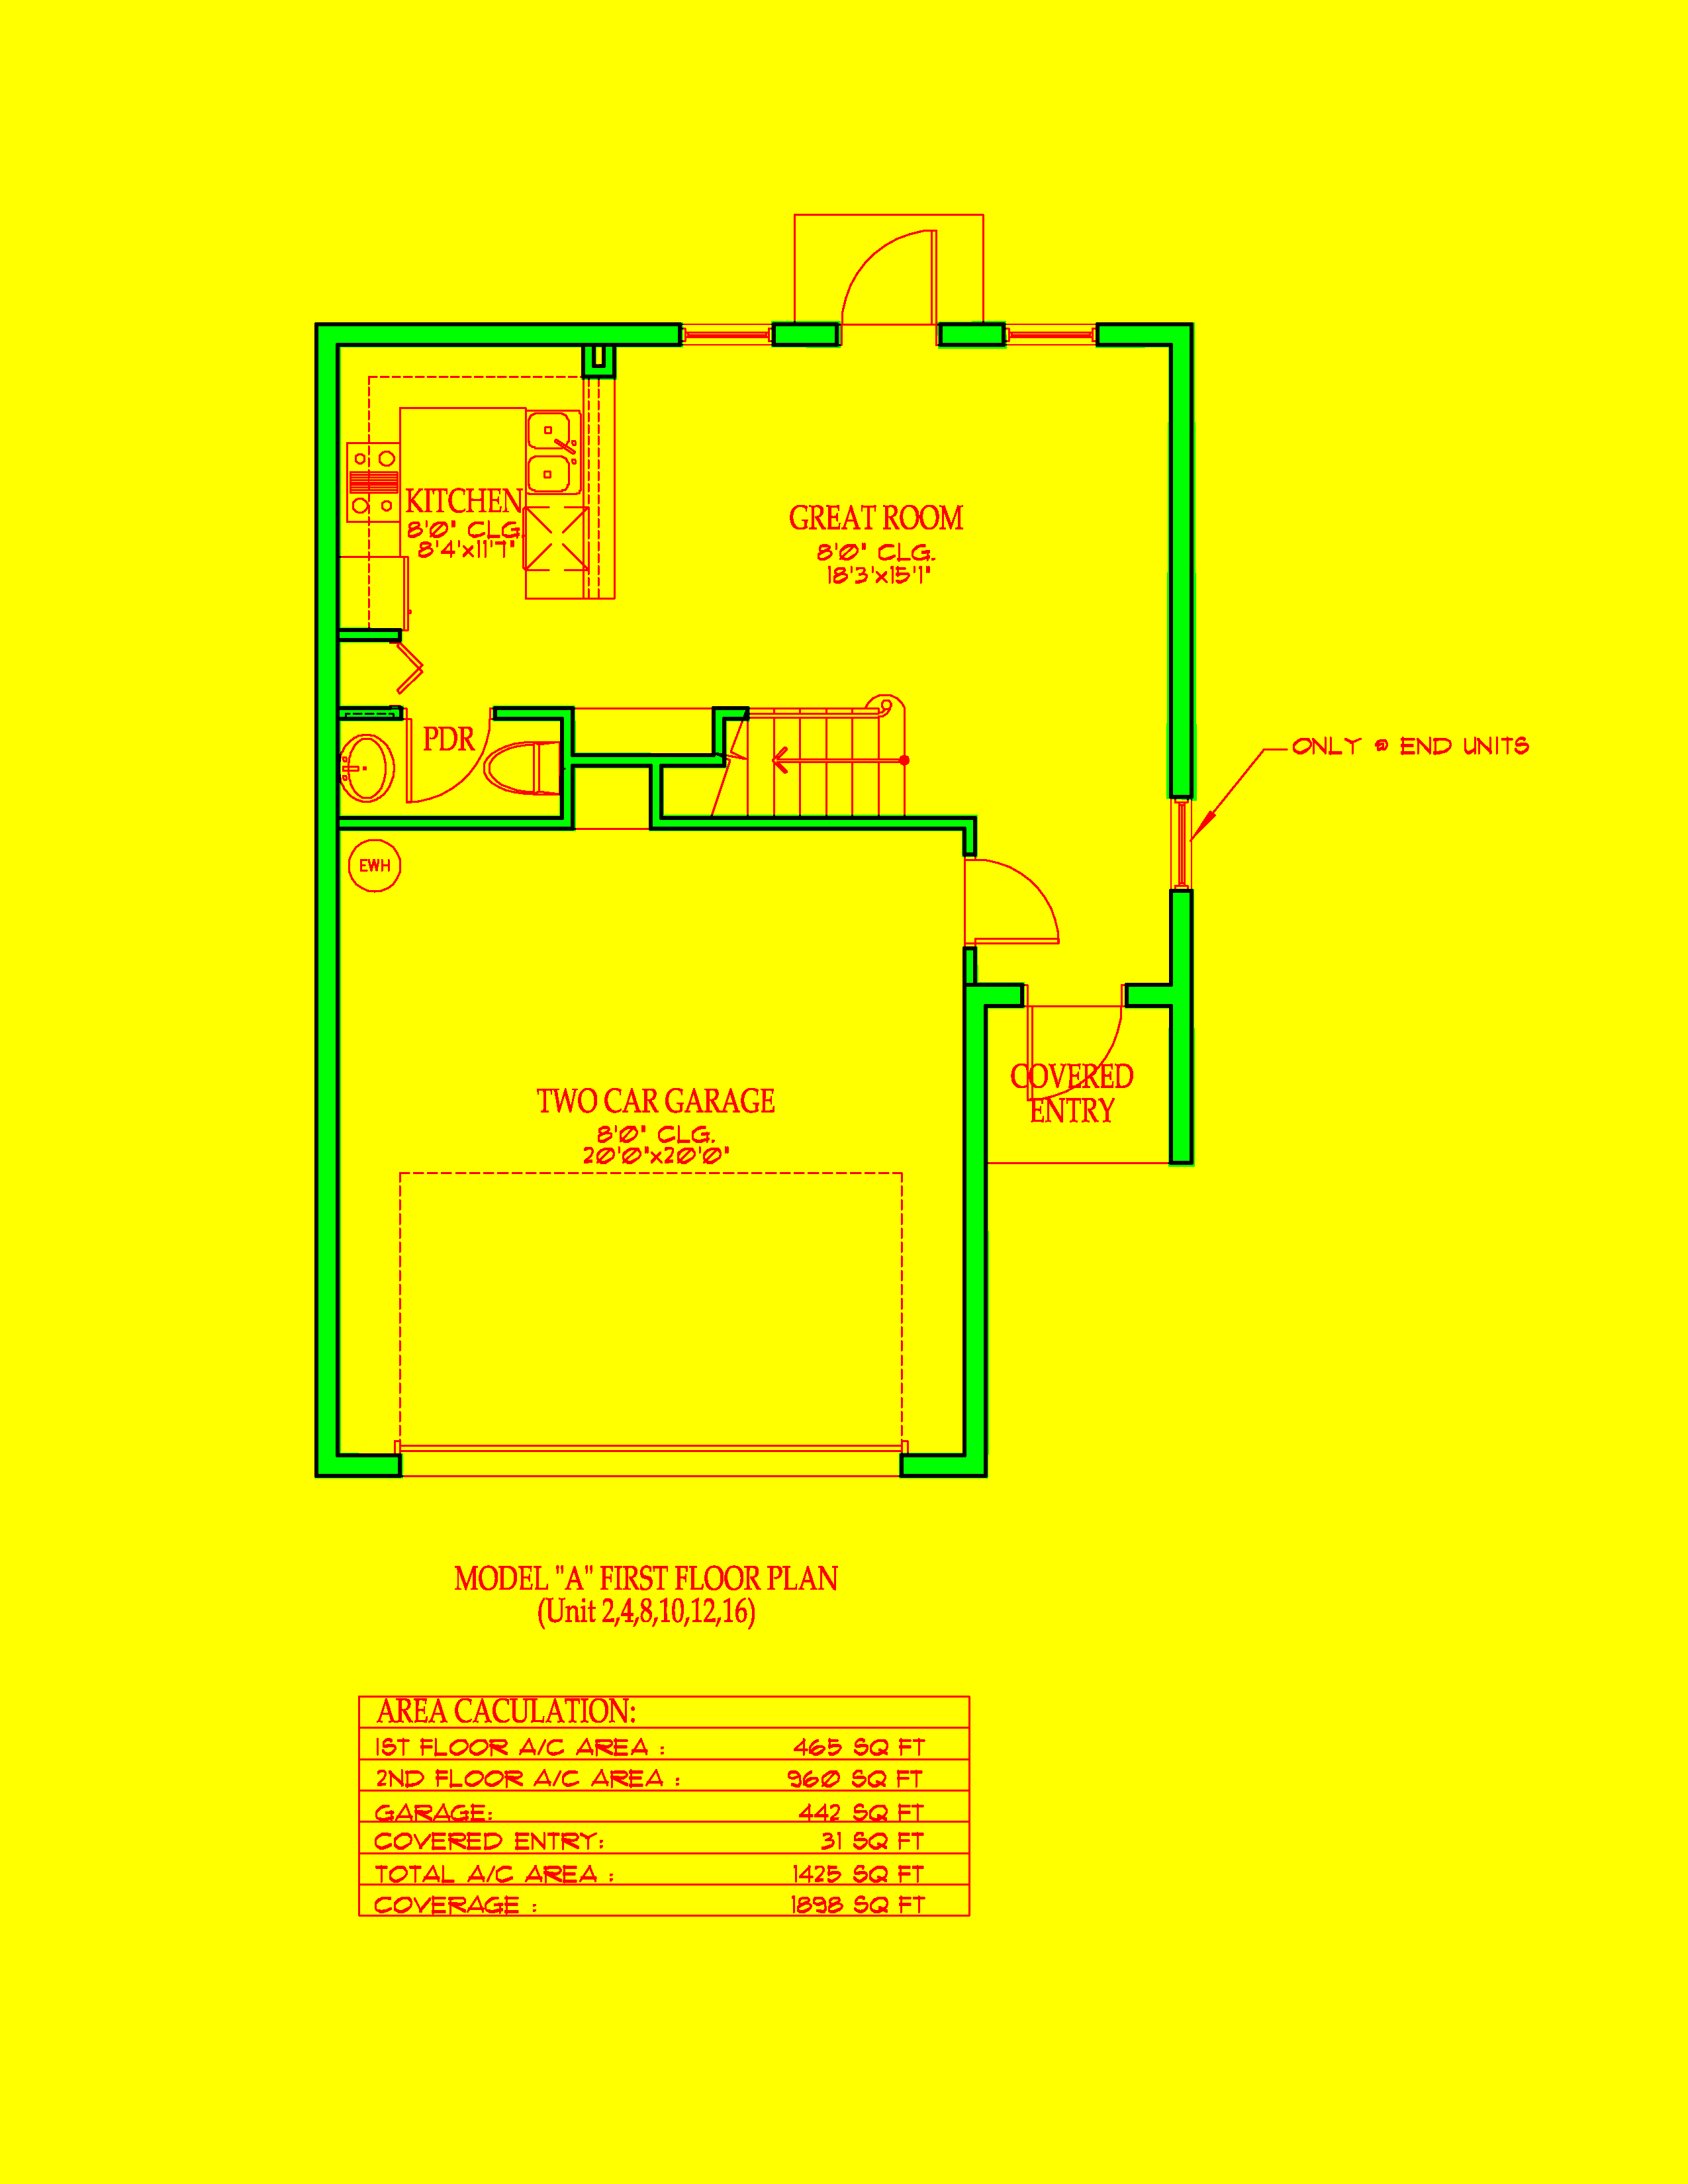 KITCHEN
8'0" CLG.
8'4'x11'7"
GREAT ROOM
8'0" CLG.
18'3'x15'1"
PDR
ONLY @ END UNITS
EWH
COVERED
ENTRY
TWO CAR GARAGE
8'0" CLG.
20'0"x20'0"
MODEL "A" FIRST FLOOR PLAN
(Unit 2,4,8,10,12,16)
AREA CACULATION:
1ST FLOOR A/C AREA : 465 SQ FT
2ND FLOOR A/C AREA : 960 SQ FT
GARAGE: 442 SQ FT
COVERED ENTRY: 31 SQ FT
TOTAL A/C AREA : 1425 SQ FT
COVERAGE : 1898 SQ FT